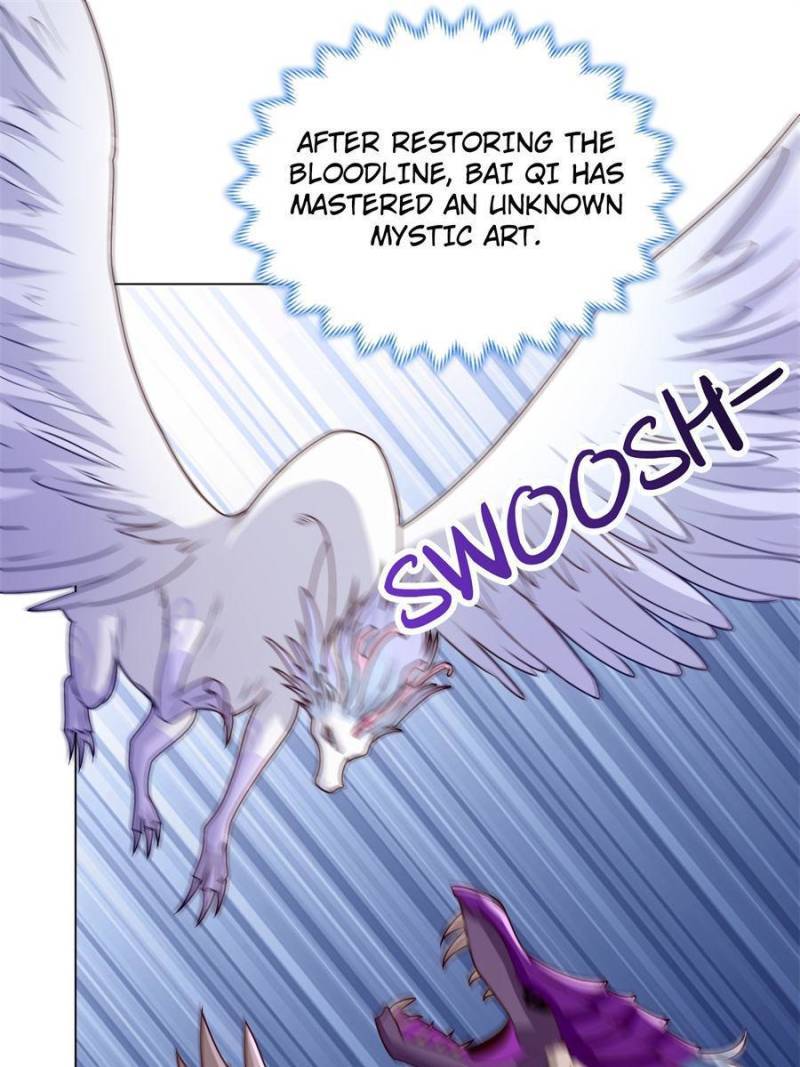 AFTER RESTORING THE
BLOODLINE, BAI QI HAS
MASTERED AN UNKNOWN
MYSTIC ART.
SWOOSH–